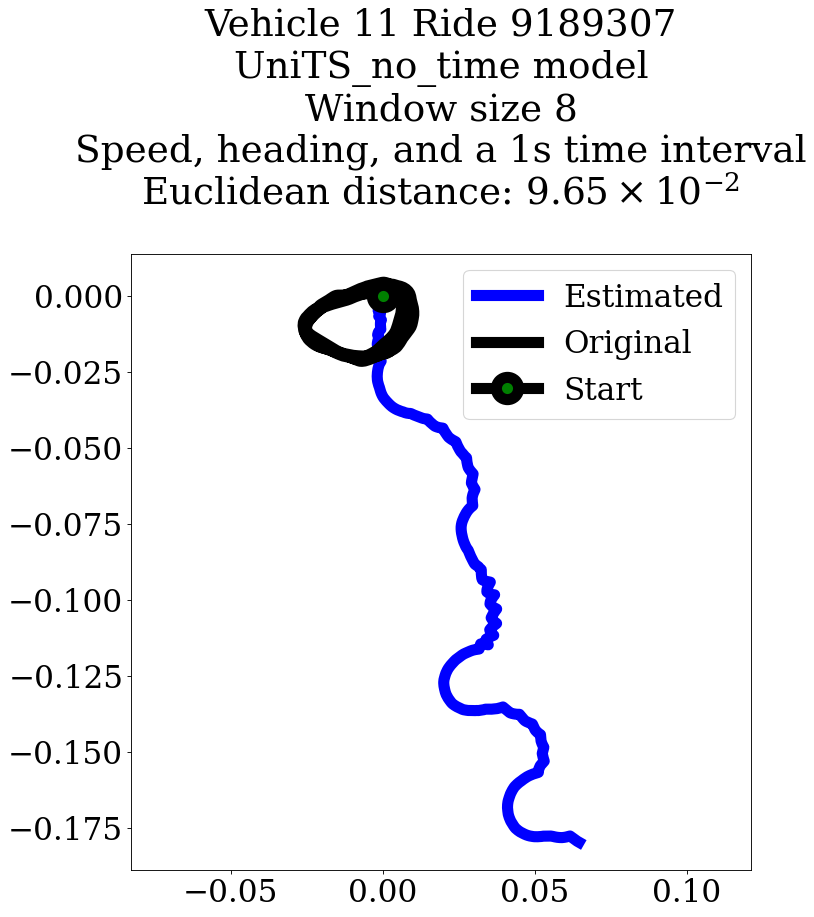 Vehicle 11 Ride 9189307
UniTS_no_time model
Window size 8
Speed, heading, and a 1s time interval
Euclidean distance: 9.65 × 10⁻²
Estimated
Original
Start
0.000
−0.025
−0.050
−0.075
−0.100
−0.125
−0.150
−0.175
−0.05 0.00 0.05 0.10